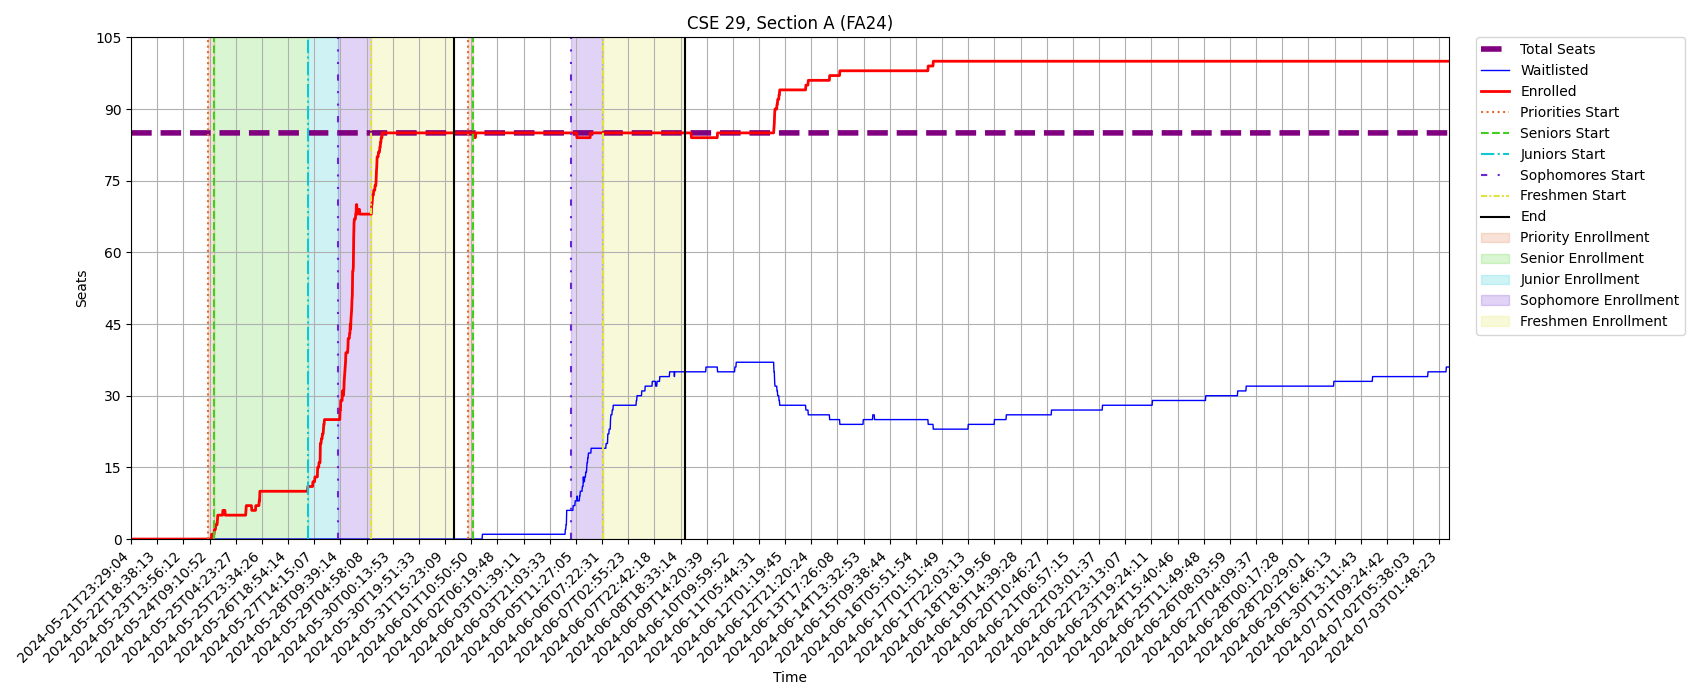 CSE 29, Section A (FA24)
105
90
75
60
45
30
15
0
Seats
2024-05-21T23:29:04
2024-05-22T18:38:13
2024-05-23T13:56:12
2024-05-24T09:10:52
2024-05-25T04:23:27
2024-05-25T23:34:26
2024-05-26T18:54:14
2024-05-27T14:15:07
2024-05-28T09:39:14
2024-05-29T04:58:08
2024-05-30T00:13:53
2024-05-30T19:51:33
2024-05-31T15:23:09
2024-06-01T10:50:50
2024-06-02T06:19:48
2024-06-03T01:39:11
2024-06-03T21:03:33
2024-06-05T11:27:05
2024-06-06T07:22:31
2024-06-07T02:55:23
2024-06-07T22:42:18
2024-06-08T18:33:14
2024-06-09T14:20:39
2024-06-10T09:59:52
2024-06-11T05:44:31
2024-06-12T01:19:45
2024-06-12T21:20:24
2024-06-13T17:26:08
2024-06-14T13:32:53
2024-06-15T09:38:44
2024-06-16T05:51:54
2024-06-17T01:51:49
2024-06-17T22:03:13
2024-06-18T18:19:56
2024-06-19T14:39:28
2024-06-20T10:46:27
2024-06-21T06:57:15
2024-06-22T03:01:37
2024-06-22T23:13:07
2024-06-23T19:24:11
2024-06-24T15:40:46
2024-06-25T11:49:48
2024-06-26T08:03:59
2024-06-27T04:09:37
2024-06-28T00:17:28
2024-06-28T20:29:01
2024-06-29T16:46:13
2024-06-30T13:11:43
2024-07-01T09:24:42
2024-07-02T05:38:03
2024-07-03T01:48:23
Time
Total Seats
Waitlisted
Enrolled
Priorities Start
Seniors Start
Juniors Start
Sophomores Start
Freshmen Start
End
Priority Enrollment
Senior Enrollment
Junior Enrollment
Sophomore Enrollment
Freshmen Enrollment